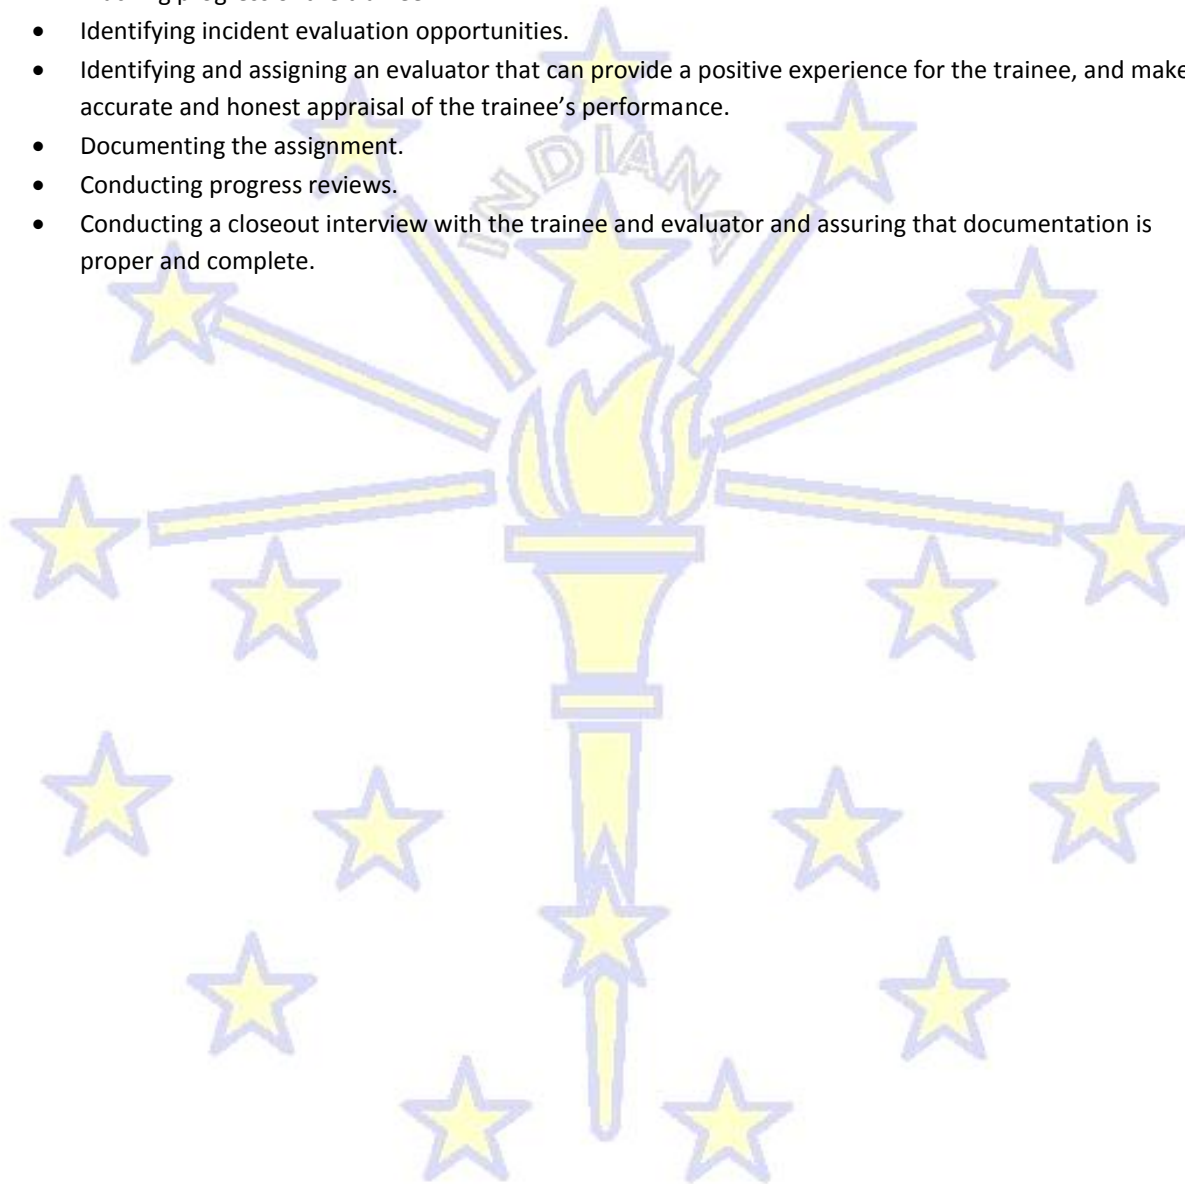 progress
• Identifying incident evaluation opportunities.
• Identifying and assigning an evaluator that can provide a positive experience for the trainee, and make
accurate and honest appraisal of the trainee’s performance.
• Documenting the assignment.
• Conducting progress reviews.
• Conducting a closeout interview with the trainee and evaluator and assuring that documentation is
proper and complete.
INDIANA